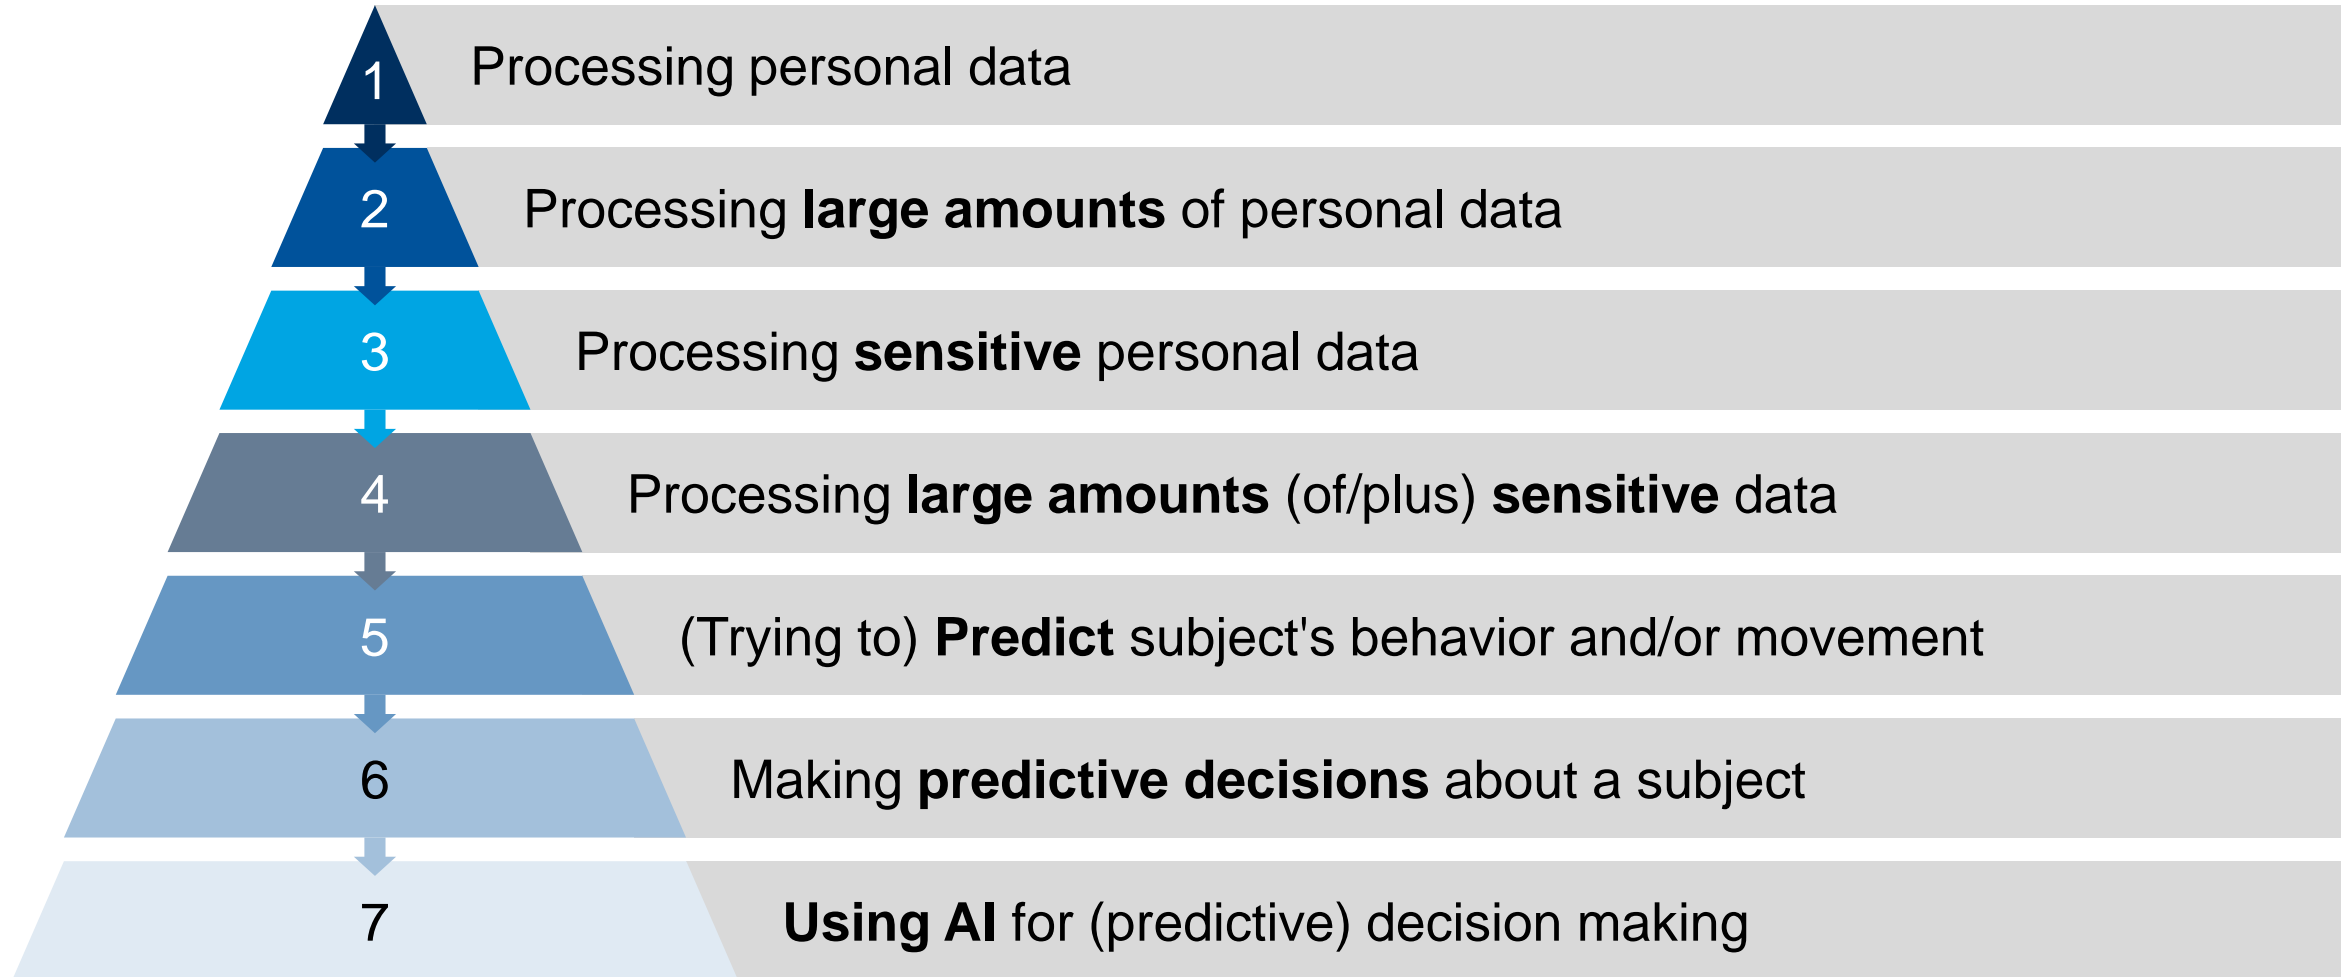 1 Processing personal data
2 Processing large amounts of personal data
3 Processing sensitive personal data
4 Processing large amounts (of/plus) sensitive data
5 (Trying to) Predict subject's behavior and/or movement
6 Making predictive decisions about a subject
7 Using AI for (predictive) decision making